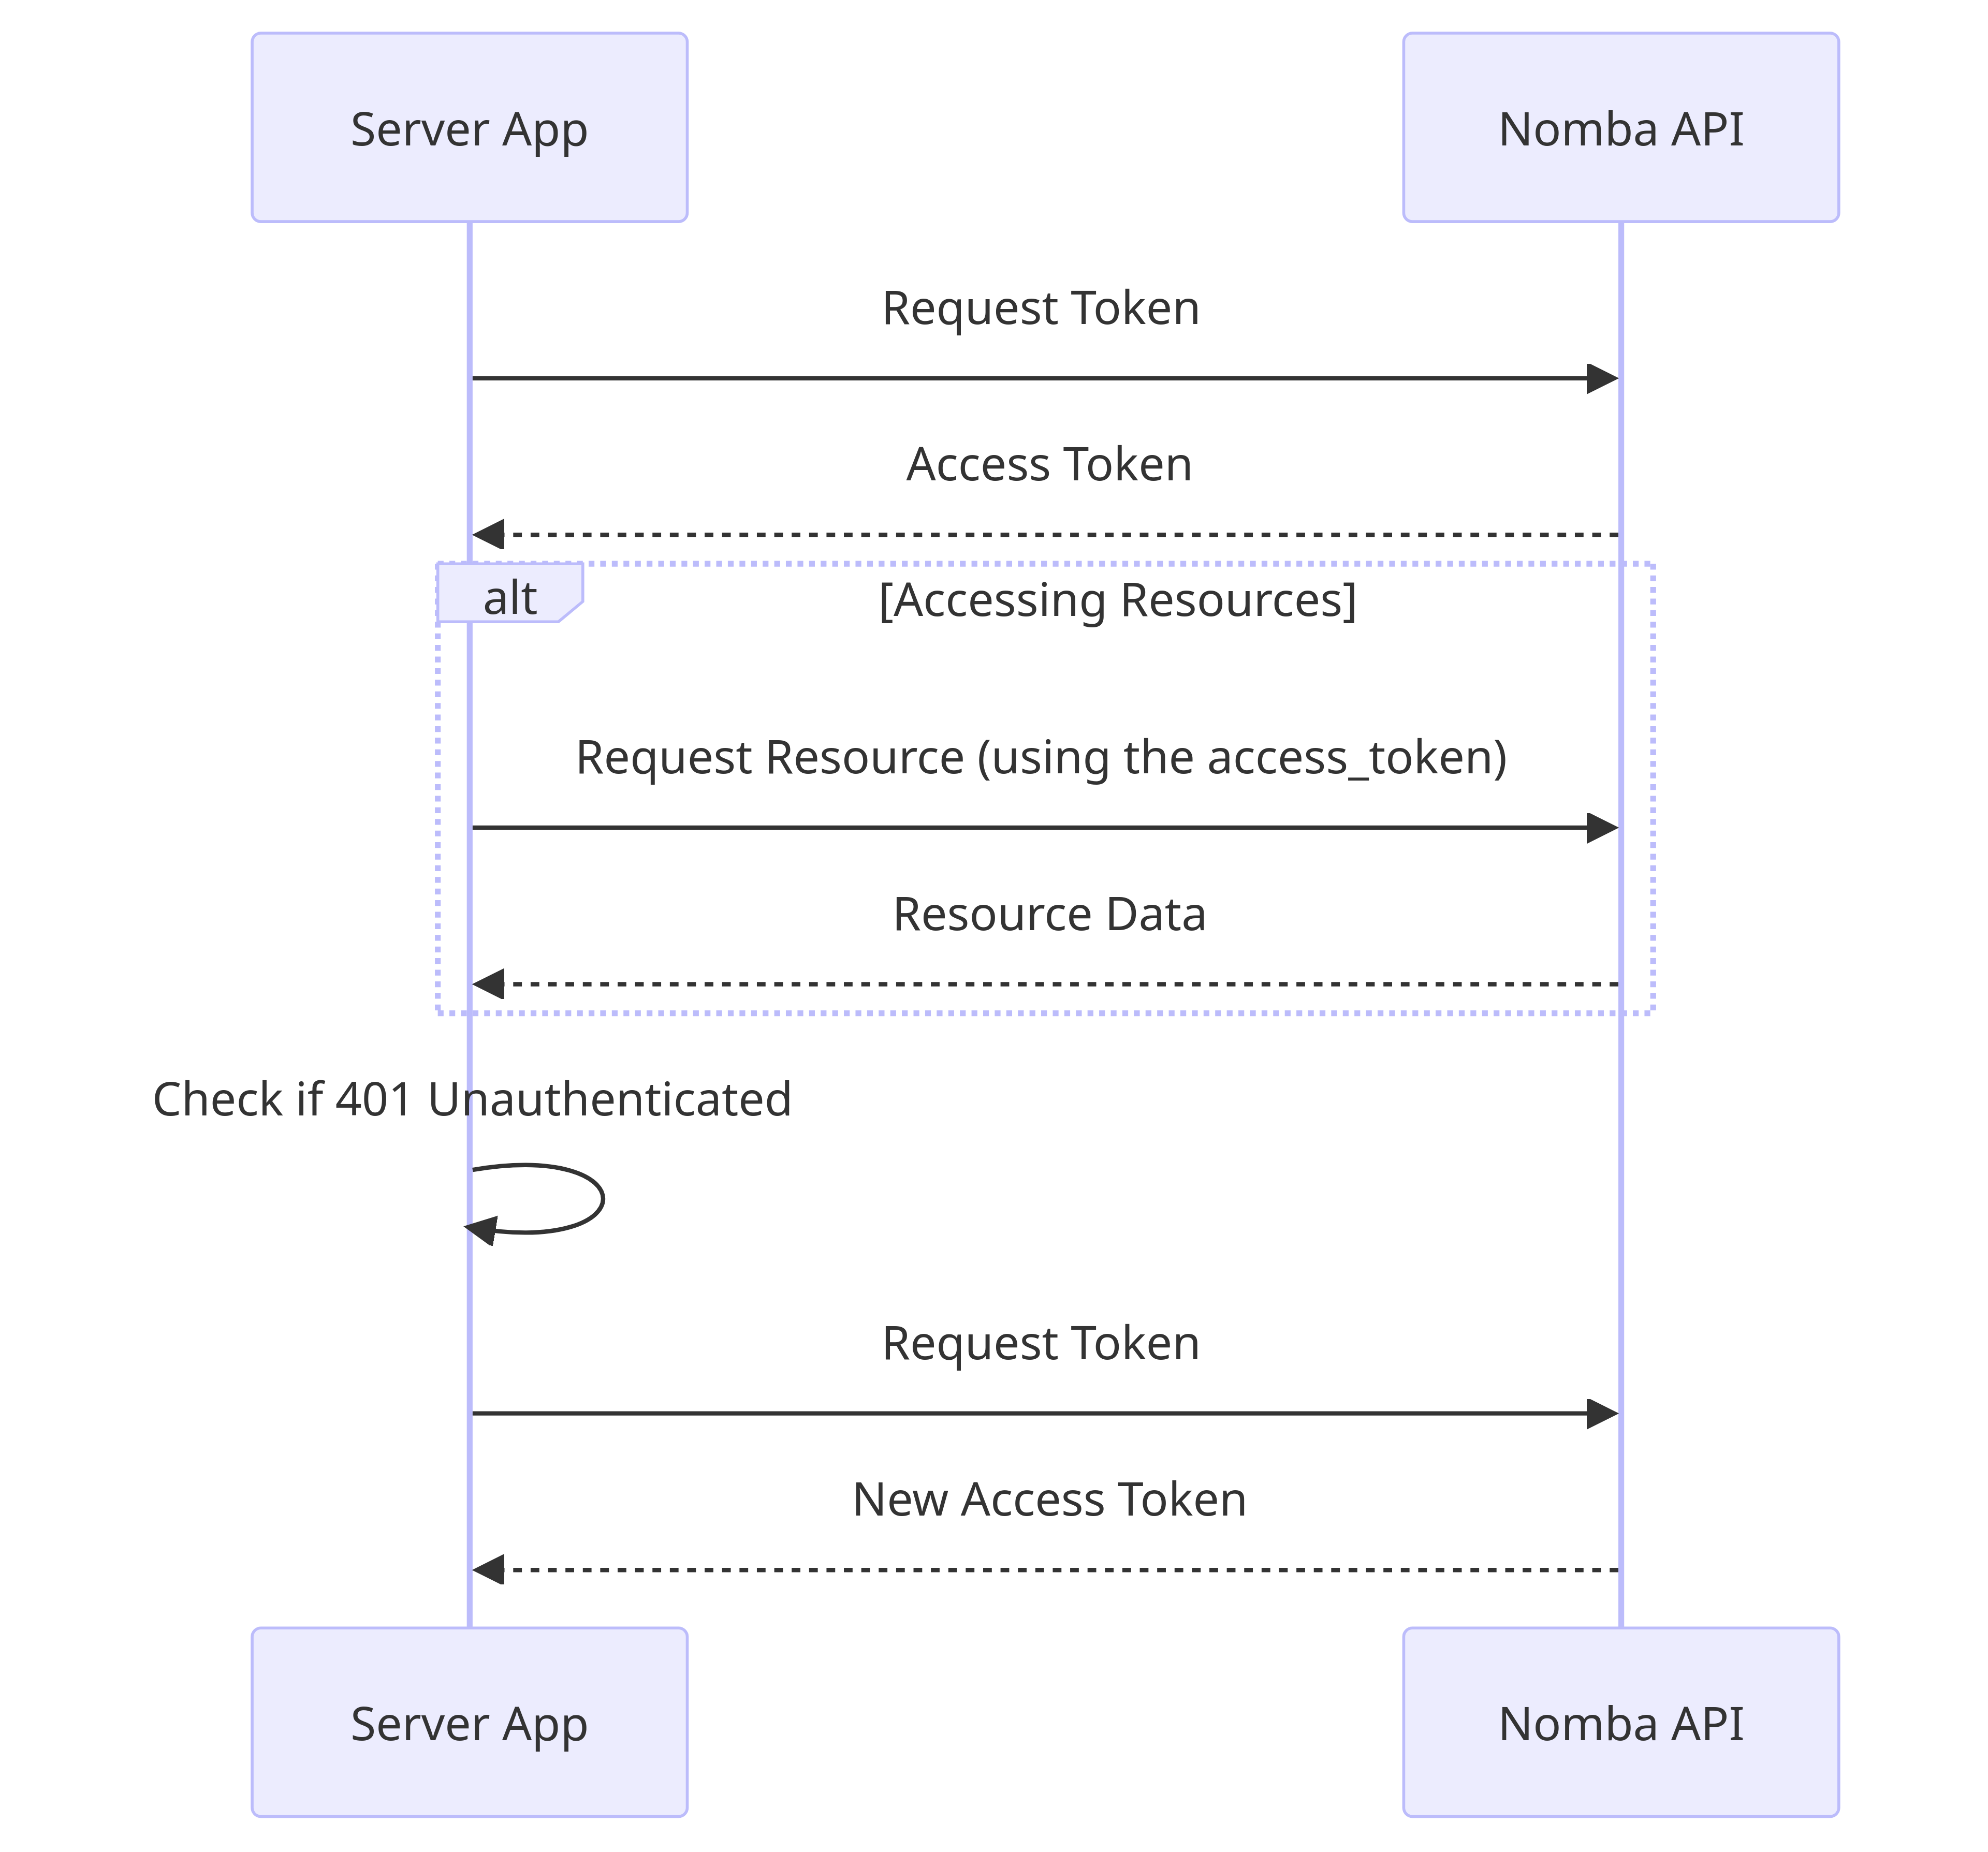 Server App
Nomba API
Request Token
Access Token
alt
[Accessing Resources]
Request Resource (using the access_token)
Resource Data
Check if 401 Unauthenticated
Request Token
New Access Token
Server App
Nomba API